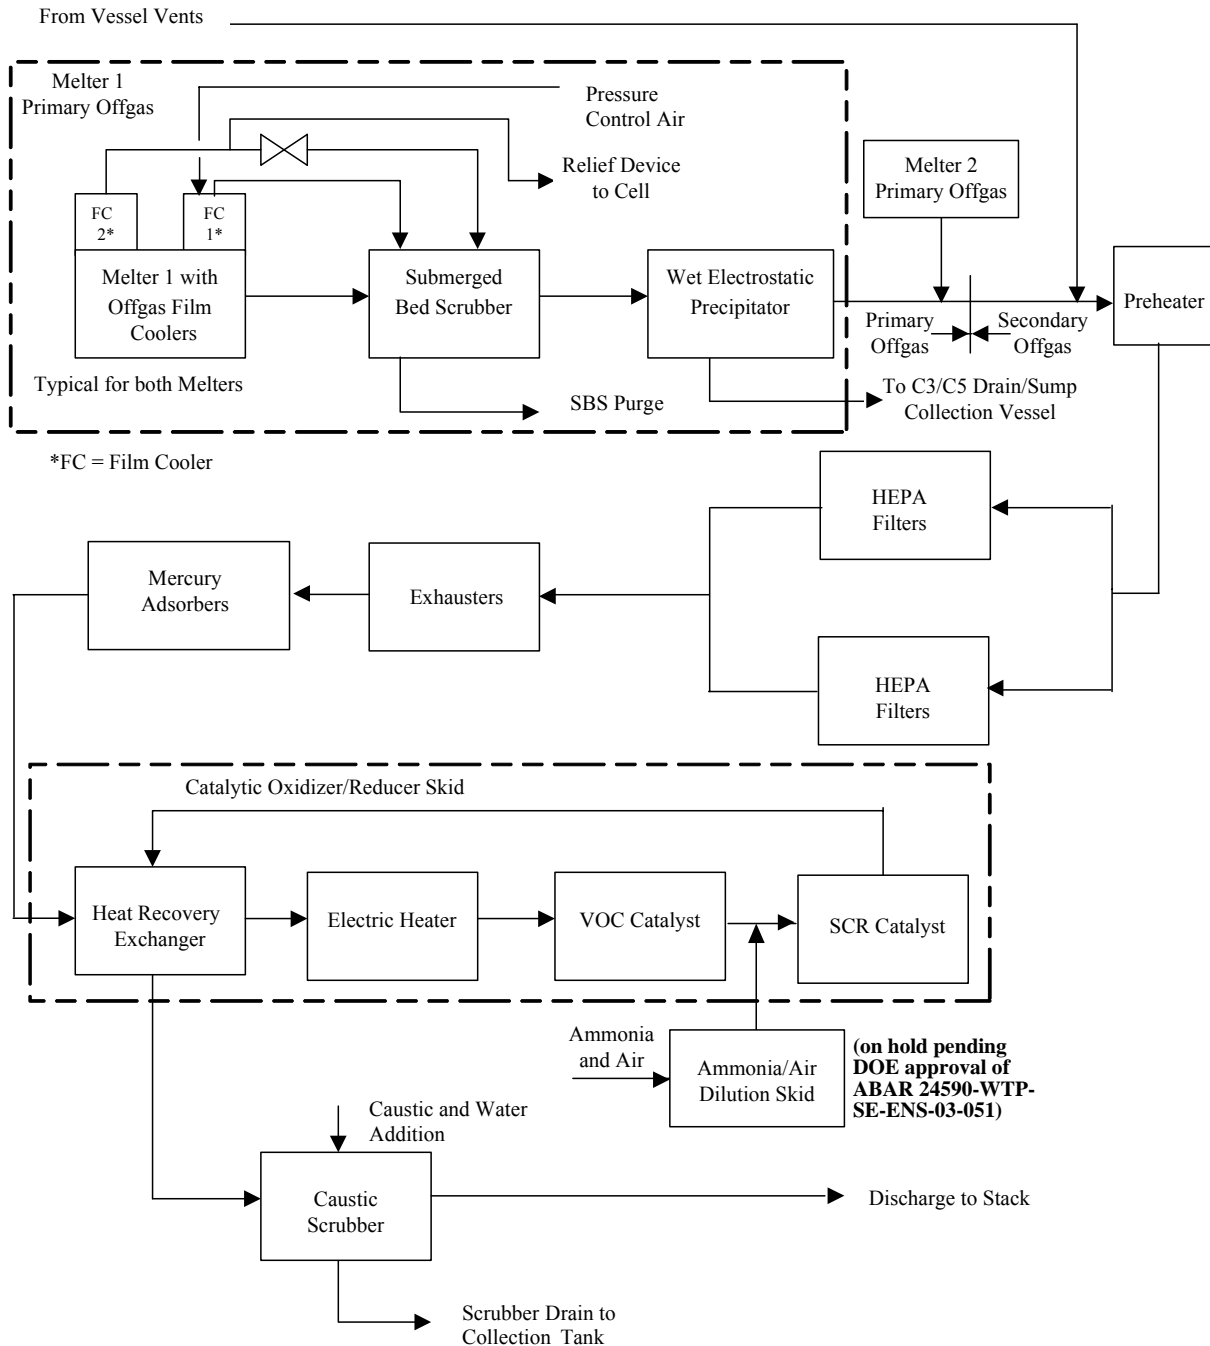 From Vessel Vents
Melter 1
Primary Offgas
Pressure
Control Air
Relief Device
to Cell
Melter 2
Primary Offgas
FC
2*
FC
1*
Melter 1 with
Offgas Film
Coolers
Submerged
Bed Scrubber
Wet Electrostatic
Precipitator
Preheater
Primary
Offgas
Secondary
Offgas
Typical for both Melters
SBS Purge
To C3/C5 Drain/Sump
Collection Vessel
*FC = Film Cooler
HEPA
Filters
Mercury
Adsorbers
Exhausters
HEPA
Filters
Catalytic Oxidizer/Reducer Skid
Heat Recovery
Exchanger
Electric Heater
VOC Catalyst
SCR Catalyst
Ammonia
and Air
Ammonia/Air
Dilution Skid
(on hold pending
DOE approval of
ABAR 24590-WTP-
SE-ENS-03-051)
Caustic and Water
Addition
Caustic
Scrubber
Discharge to Stack
Scrubber Drain to
Collection Tank